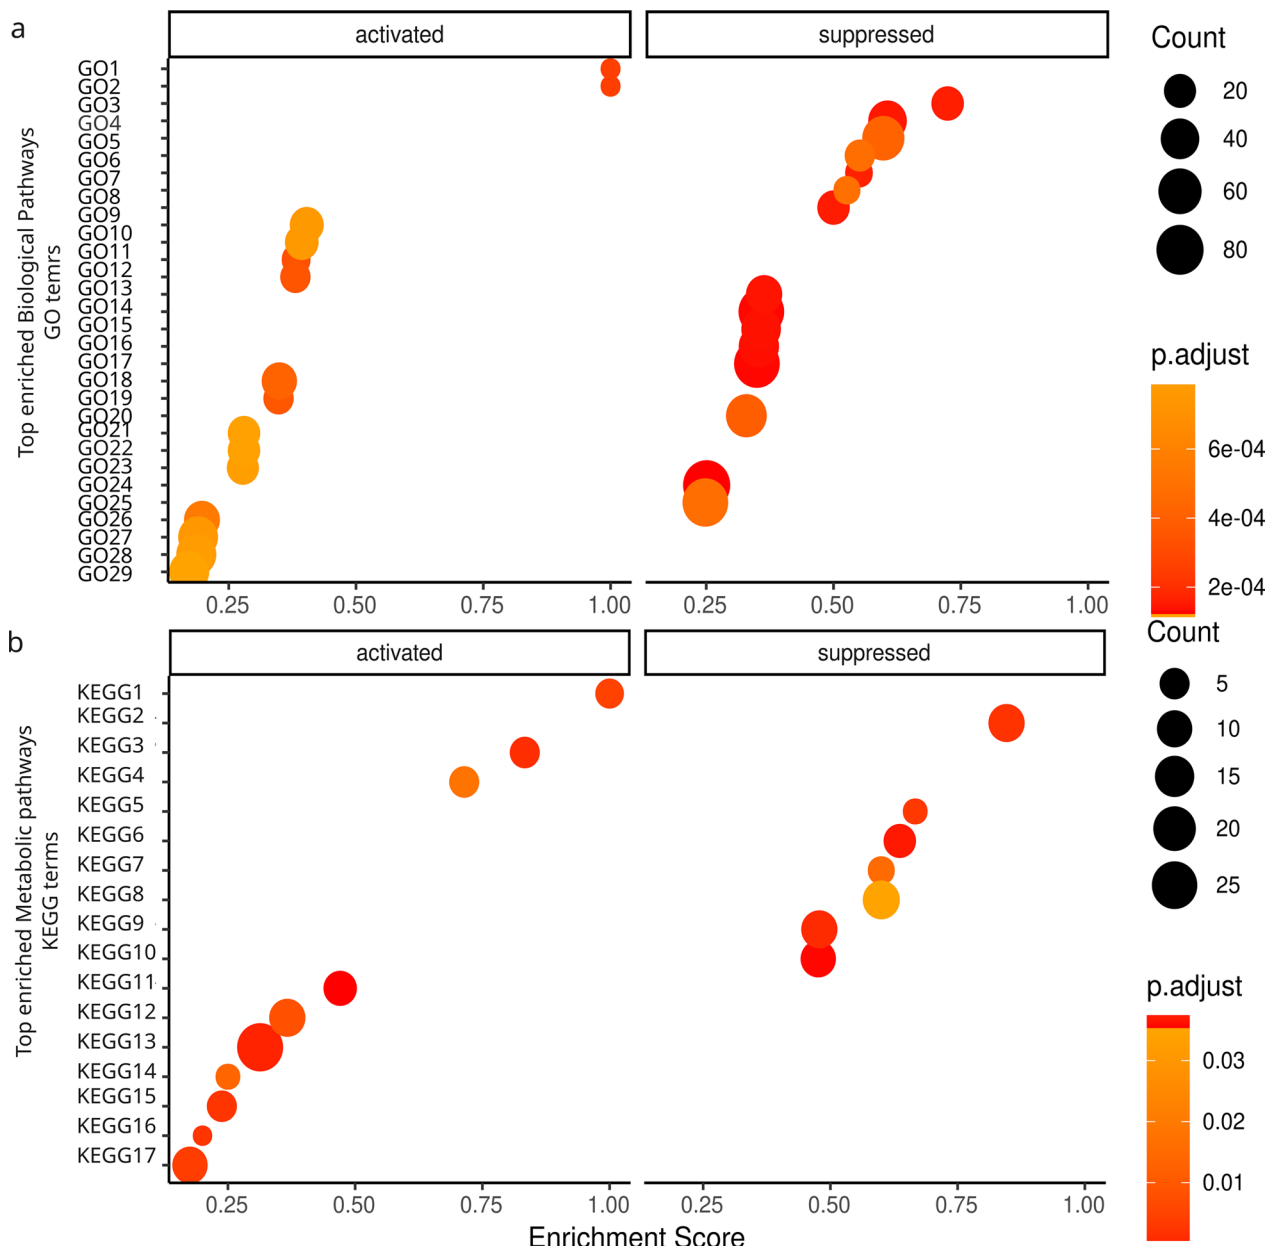 a
activated
suppressed
Top enriched Biological Pathways
GO temrs
GO1
GO2
GO3
GO4
GO5
GO6
GO7
GO8
GO9
GO10
GO11
GO12
GO13
GO14
GO15
GO16
GO17
GO18
GO19
GO20
GO21
GO22
GO23
GO24
GO25
GO26
GO27
GO28
GO29
0.25
0.50
0.75
1.00
0.25
0.50
0.75
1.00
Count
20
40
60
80
p.adjust
6e-04
4e-04
2e-04
b
activated
suppressed
Top enriched Metabolic pathways
KEGG terms
KEGG1
KEGG2
KEGG3
KEGG4
KEGG5
KEGG6
KEGG7
KEGG8
KEGG9
KEGG10
KEGG11
KEGG12
KEGG13
KEGG14
KEGG15
KEGG16
KEGG17
0.25
0.50
0.75
1.00
0.25
0.50
0.75
1.00
Enrichment Score
Count
5
10
15
20
25
p.adjust
0.03
0.02
0.01